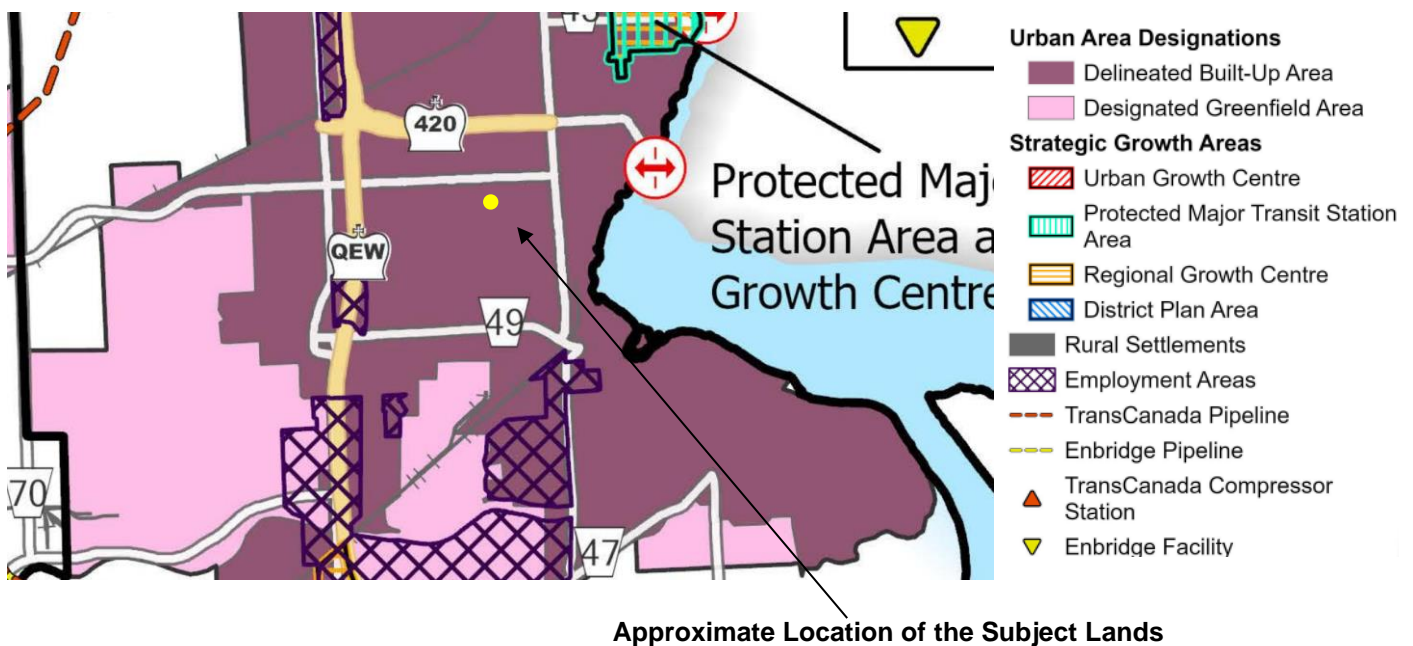 420
QEW
49
70
47
Protected Maj
Station Area a
Growth Centre
Urban Area Designations
Delineated Built-Up Area
Designated Greenfield Area
Strategic Growth Areas
Urban Growth Centre
Protected Major Transit Station
Area
Regional Growth Centre
District Plan Area
Rural Settlements
Employment Areas
TransCanada Pipeline
Enbridge Pipeline
TransCanada Compressor
Station
Enbridge Facility
Approximate Location of the Subject Lands